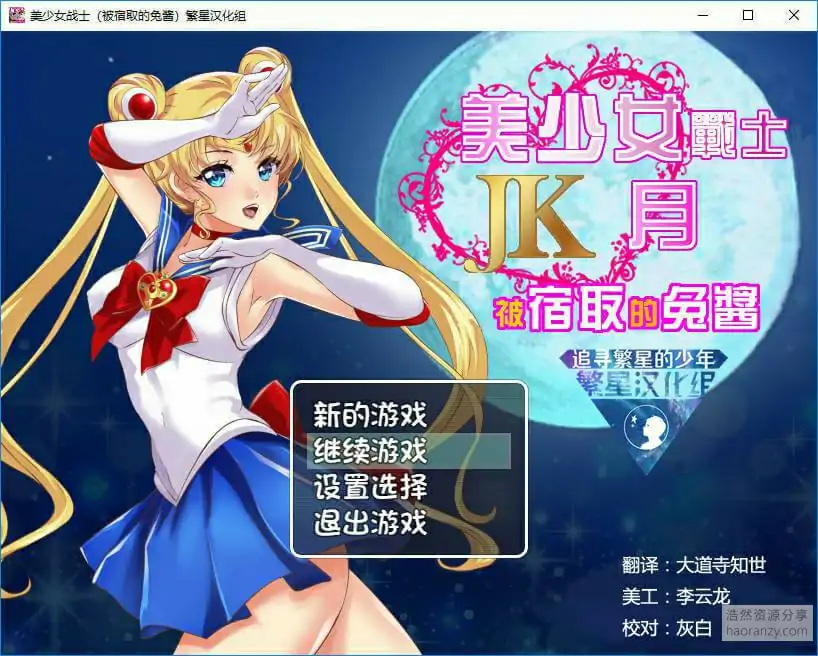 美少女战士（被宿取的兔醬）繁星汉化组
美少女戰士
JK月
被宿取的兔醬
追寻繁星的少年
繁星汉化组
新的游戏
继续游戏
设置选择
退出游戏
翻译：大道寺知世
美工：李云龙
校对：灰白
浩然资源分享
haoranzy.com